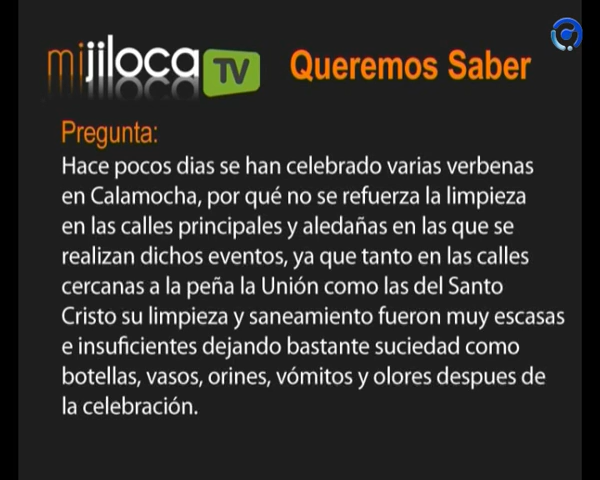 mijiloca TV Queremos Saber
Pregunta:
Hace pocos dias se han celebrado varias verbenas
en Calamocha, por qué no se refuerza la limpieza
en las calles principales y aledañas en las que se
realizan dichos eventos, ya que tanto en las calles
cercanas a la peña la Unión como las del Santo
Cristo su limpieza y saneamiento fueron muy escasas
e insuficientes dejando bastante suciedad como
botellas, vasos, orines, vómitos y olores despues de
la celebración.